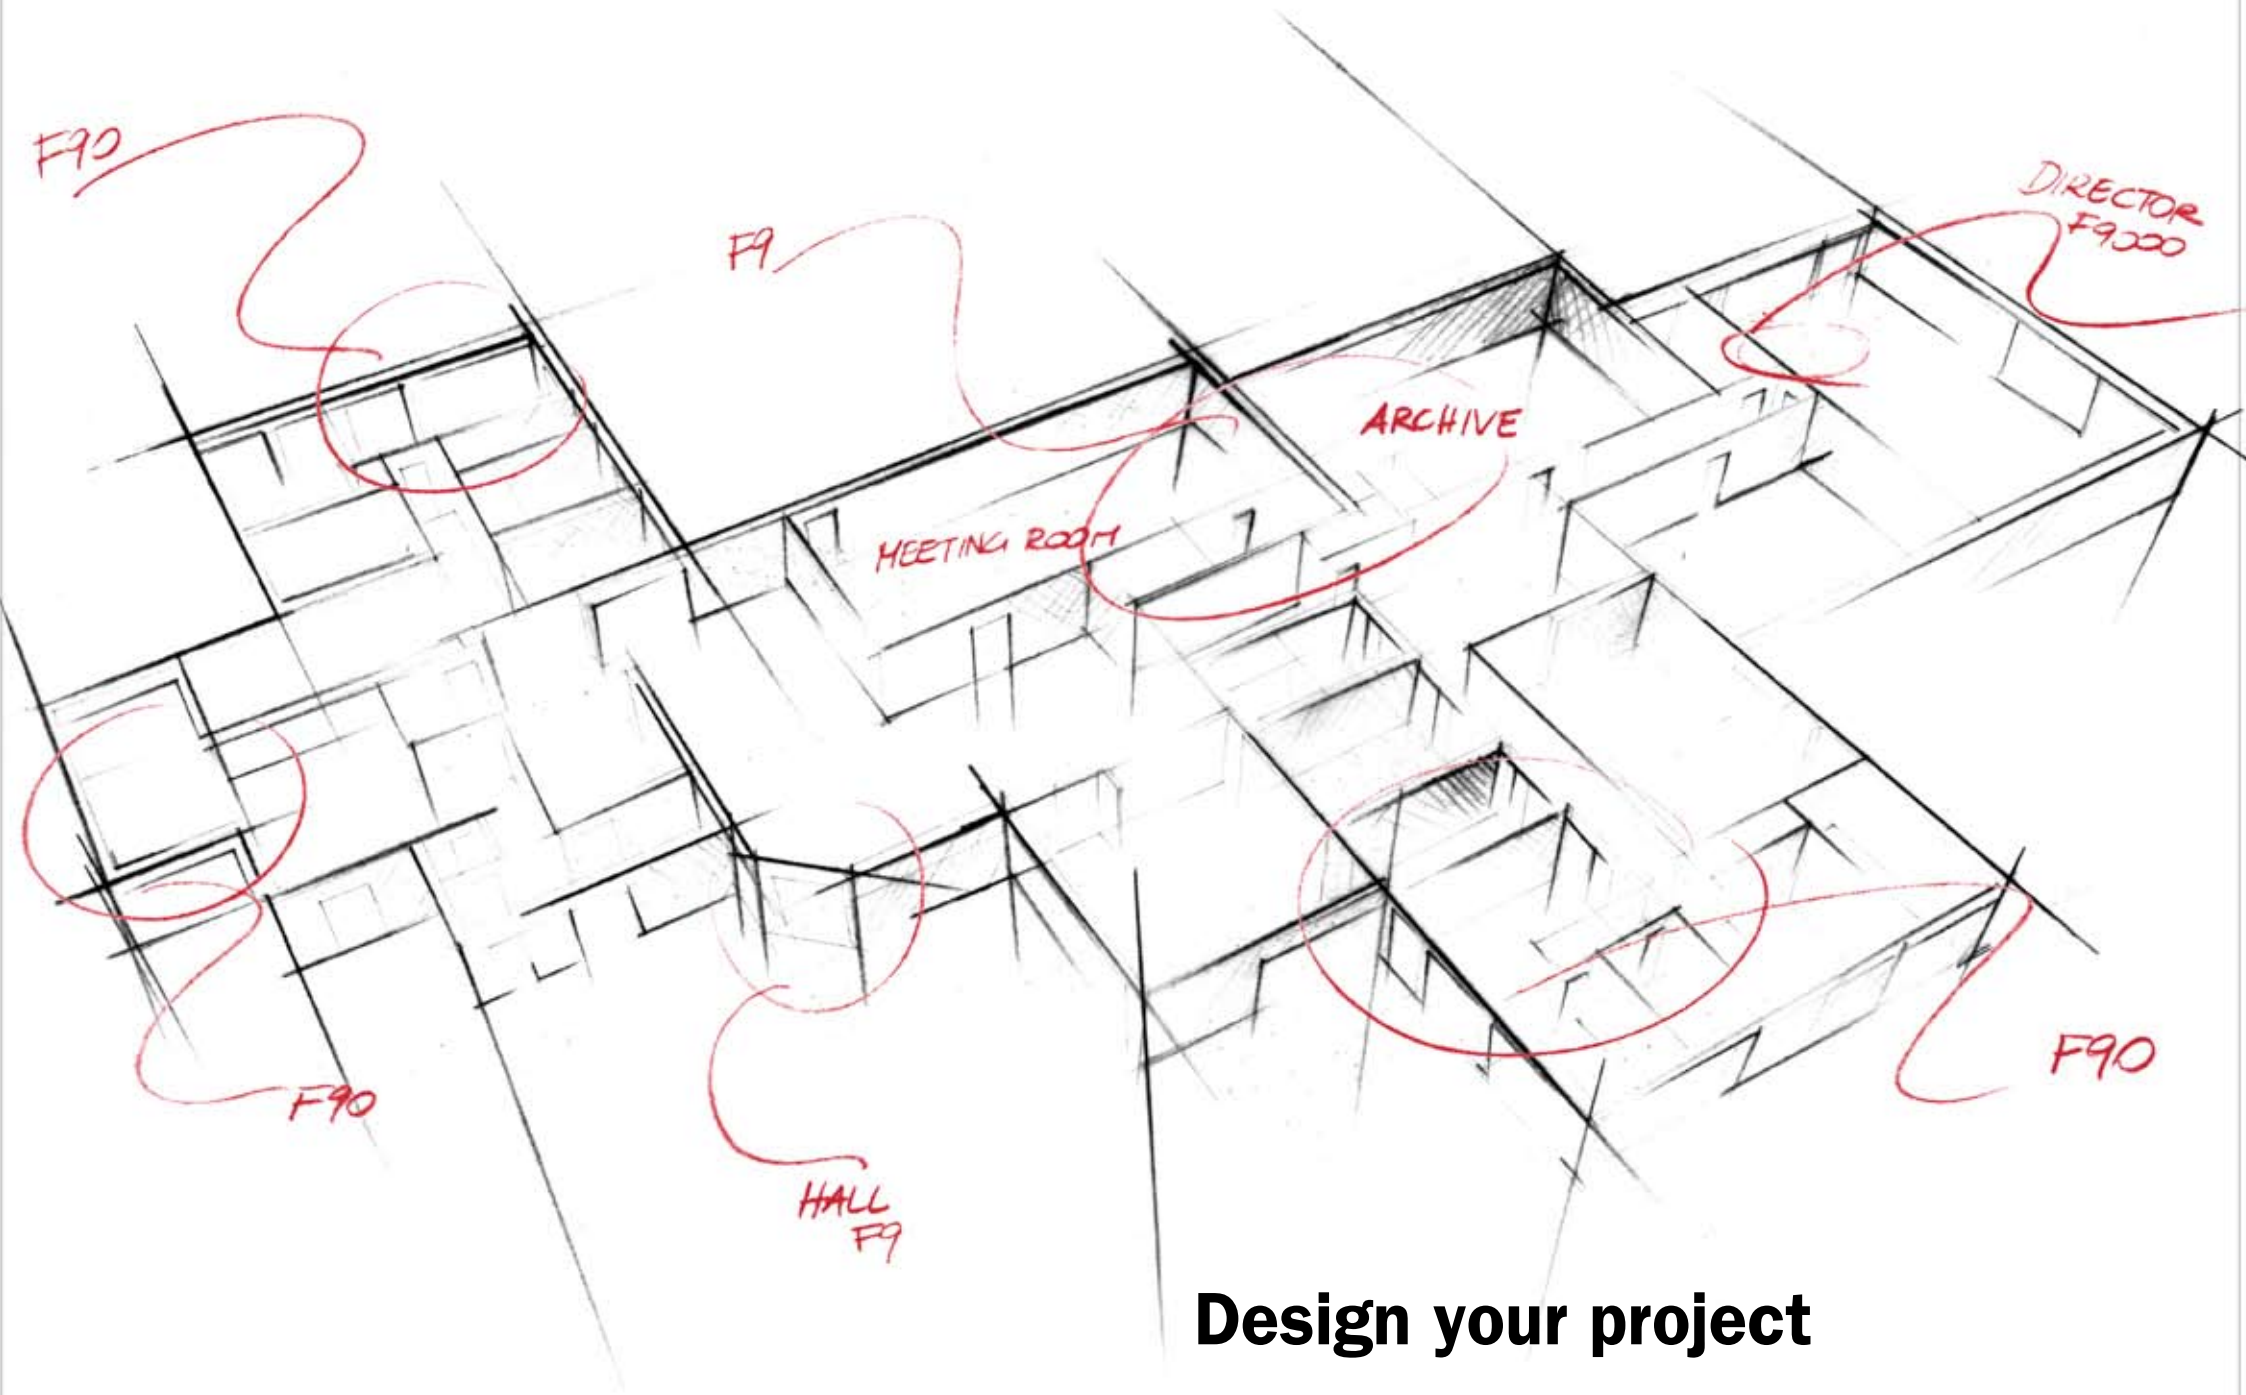 F90
DIRECTOR
F9000
F9
ARCHIVE
MEETING ROOM
F90
F90
HALL
F9
Design your project